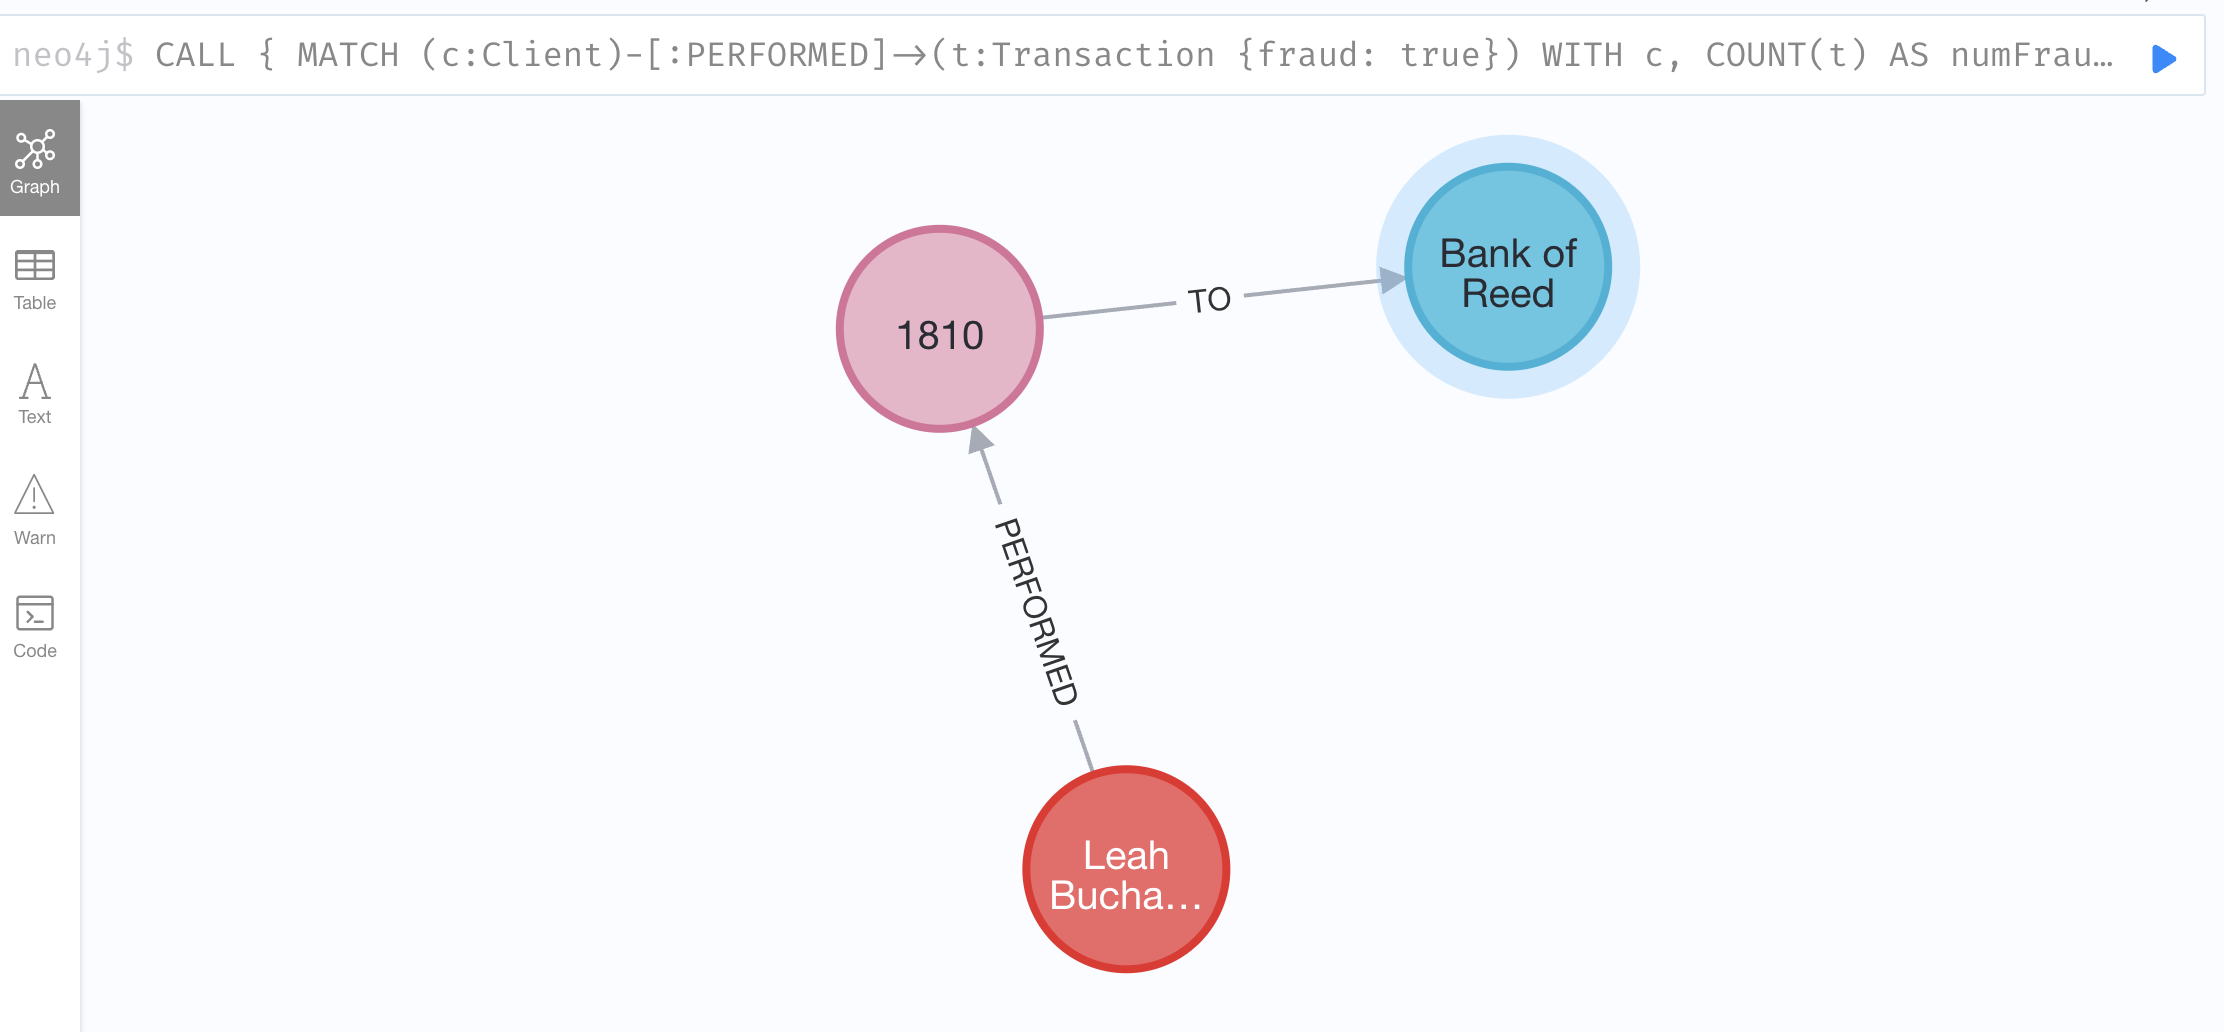 neo4j$ CALL { MATCH (c:Client)-[:PERFORMED]->(t:Transaction {fraud: true}) WITH c, COUNT(t) AS numFrau…
Graph
Table
Text
Warn
Code
1810
TO
Bank of
Reed
PERFORMED
Leah
Bucha…